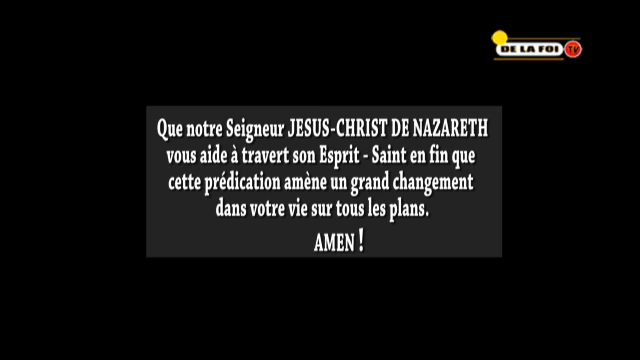 DE LA FOI TV
Que notre Seigneur JESUS-CHRIST DE NAZARETH
vous aide à travert son Esprit - Saint en fin que
cette prédication amène un grand changement
dans votre vie sur tous les plans.
AMEN !